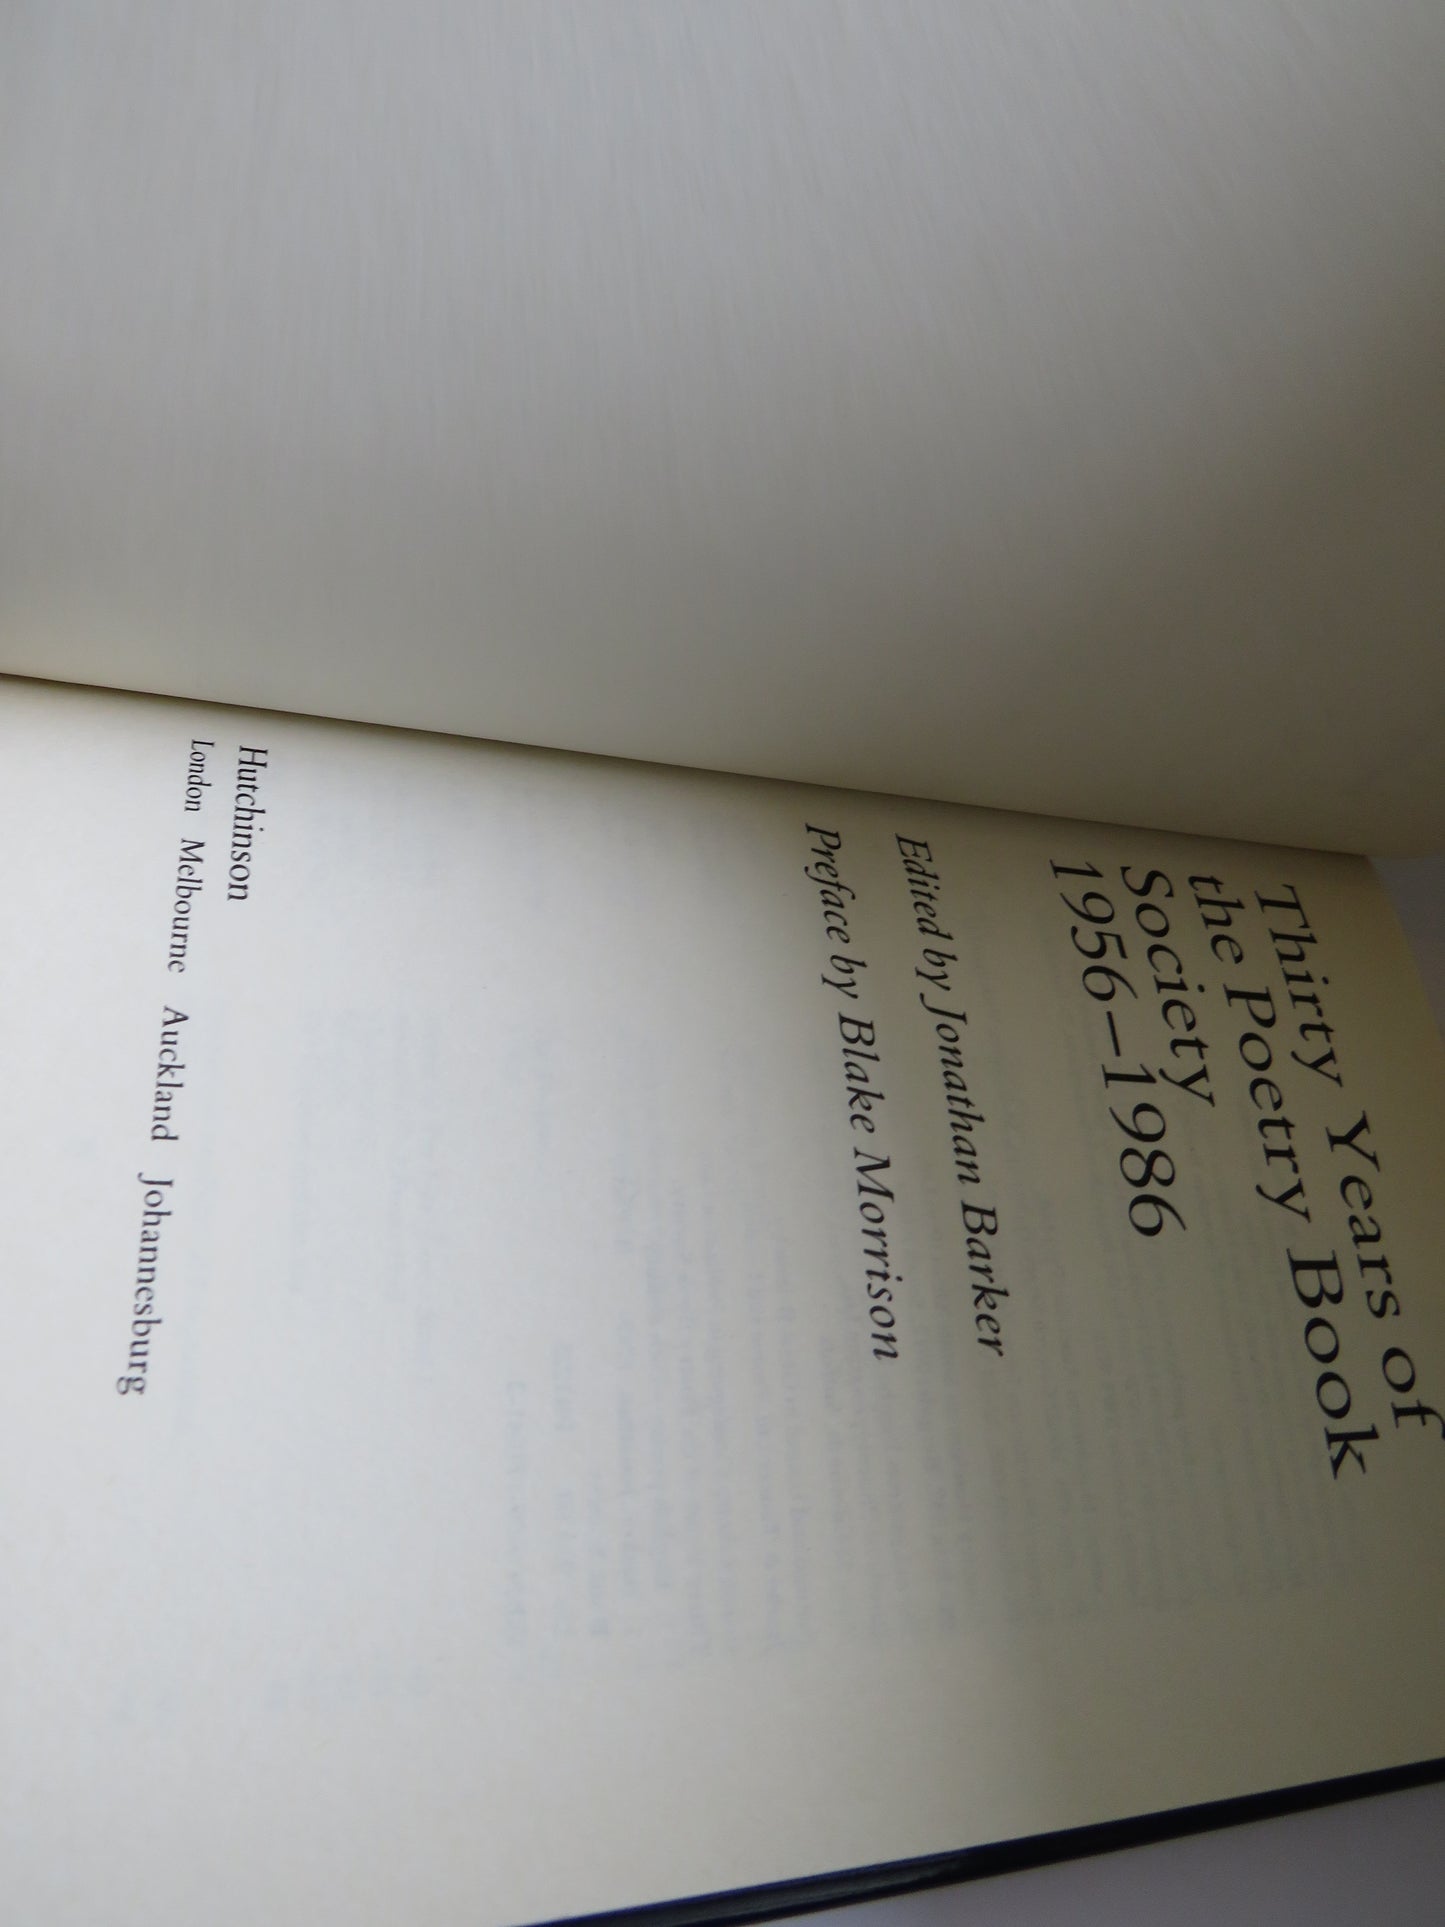 Thirty Years of
the Poetry Book
Society
1956–1986
Edited by Jonathan Barker
Preface by Blake Morrison
Hutchinson
London Melbourne Auckland Johannesburg